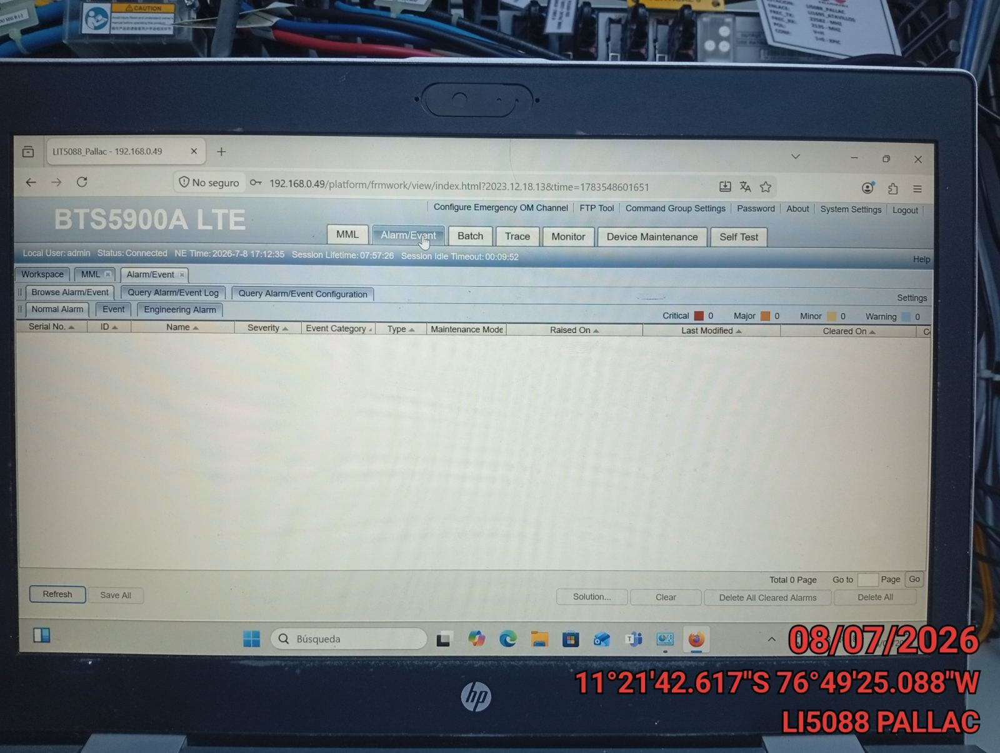 CAUTION
LI5088_PALLAC
LI1695_ATAVILLOS
LIT5088_Pallac - 192.168.0.49
No seguro
192.168.0.49/platform/frmwork/view/index.html?2023.12.18.13&time=1783548601651
Configure Emergency OM Channel FTP Tool Command Group Settings Password About System Settings Logout
BTS5900A LTE
MML Alarm/Event Batch Trace Monitor Device Maintenance Self Test
Local User: admin Status: Connected NE Time: 2026-7-8 17:12:35 Session Lifetime: 07:57:26 Session Idle Timeout: 00:09:52
Help
Workspace MML Alarm/Event
Browse Alarm/Event Query Alarm/Event Log Query Alarm/Event Configuration
Settings
Normal Alarm Event Engineering Alarm
Critical 0 Major 0 Minor 0 Warning 0
Serial No. ID Name Severity Event Category Type Maintenance Mode Raised On Last Modified Cleared On
Total 0 Page Go to Page Go
Refresh Save All Solution... Clear Delete All Cleared Alarms Delete All
Búsqueda
hp
08/07/2026
11°21'42.617"S 76°49'25.088"W
LI5088 PALLAC